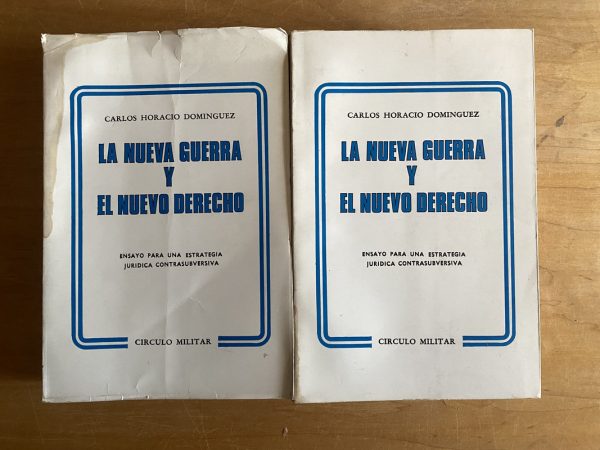 CARLOS HORACIO DOMINGUEZ
LA NUEVA GUERRA
Y
EL NUEVO DERECHO
ENSAYO PARA UNA ESTRATEGIA
JURIDICA CONTRASUBVERSIVA
CIRCULO MILITAR
CARLOS HORACIO DOMINGUEZ
LA NUEVA GUERRA
Y
EL NUEVO DERECHO
ENSAYO PARA UNA ESTRATEGIA
JURIDICA CONTRASUBVERSIVA
CIRCULO MILITAR